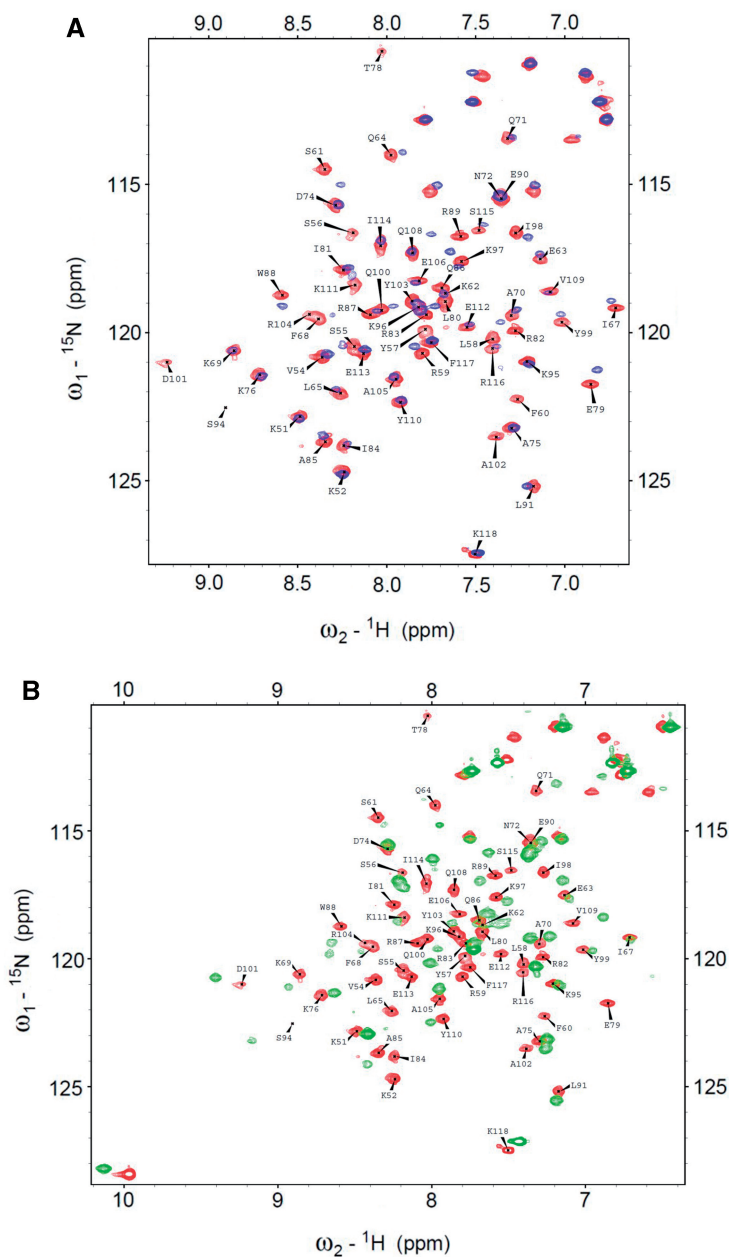 A
9.0 8.5 8.0 7.5 7.0
T78
Q71
Q64
S61
N72 E90
D74
I114 R89 S115
S56 Q108 I98
I81 E106 Q86 K97 E63
W88 K111 Q100 Y103 K62 A70 V109
R87 E112
R104 K96 L80 Y99 I67
F68 R83 L58 R82
S55 Y57
K69 V54 F117 R116 K95
D101 E113 R59
K76 L65 A105 F60 E79
S94 Y110
K51 A75
A85 I84 A102
K52
L91
K118
115 115
120 120
125 125
ω1 - 15N (ppm)
9.0 8.5 8.0 7.5 7.0
ω2 - 1H (ppm)
B
10 9 8 7
T78
Q71
Q64
S61
N72 E90
D74
S56 I114 R89 S115 I98
Q108
I81 E106 Q86 K97 E63
K111 K62
W88 Y103 A70 V109
R104 K96 L80
R87 Q100 L58 Y99 I67
F68 R83 E112 R82
D101 K69 S55 Y57 F117
V54 E113 R59 R116 K95
K76 L65 A105 F60 E79
S94 Y110
K51 A85 A75
I84 A102
K52 L91
K118
115 115
120 120
125 125
ω1 - 15N (ppm)
10 9 8 7
ω2 - 1H (ppm)